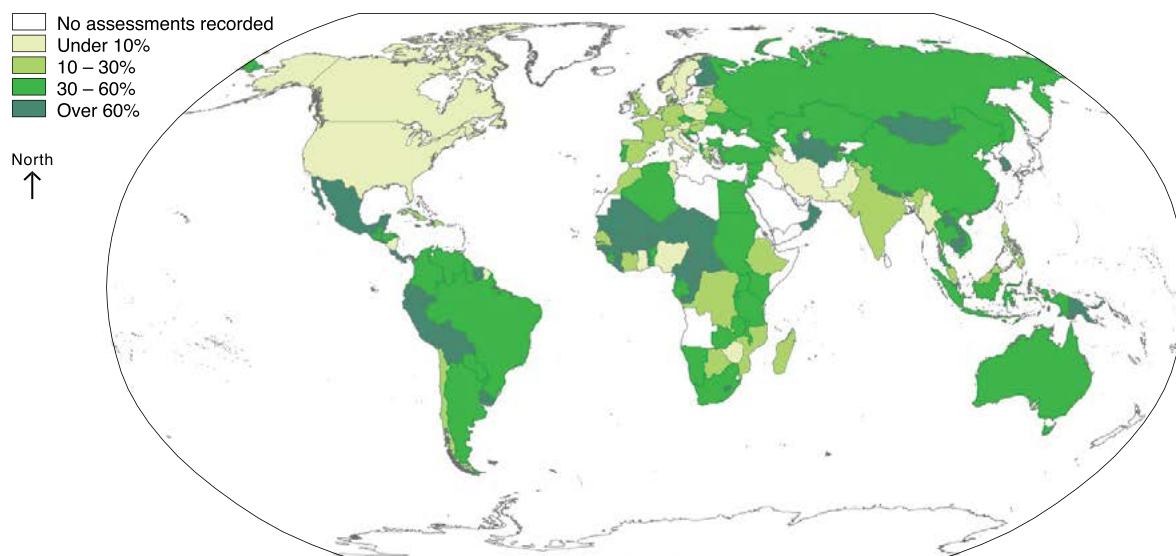 No assessments recorded
Under 10%
10 – 30%
30 – 60%
Over 60%
North